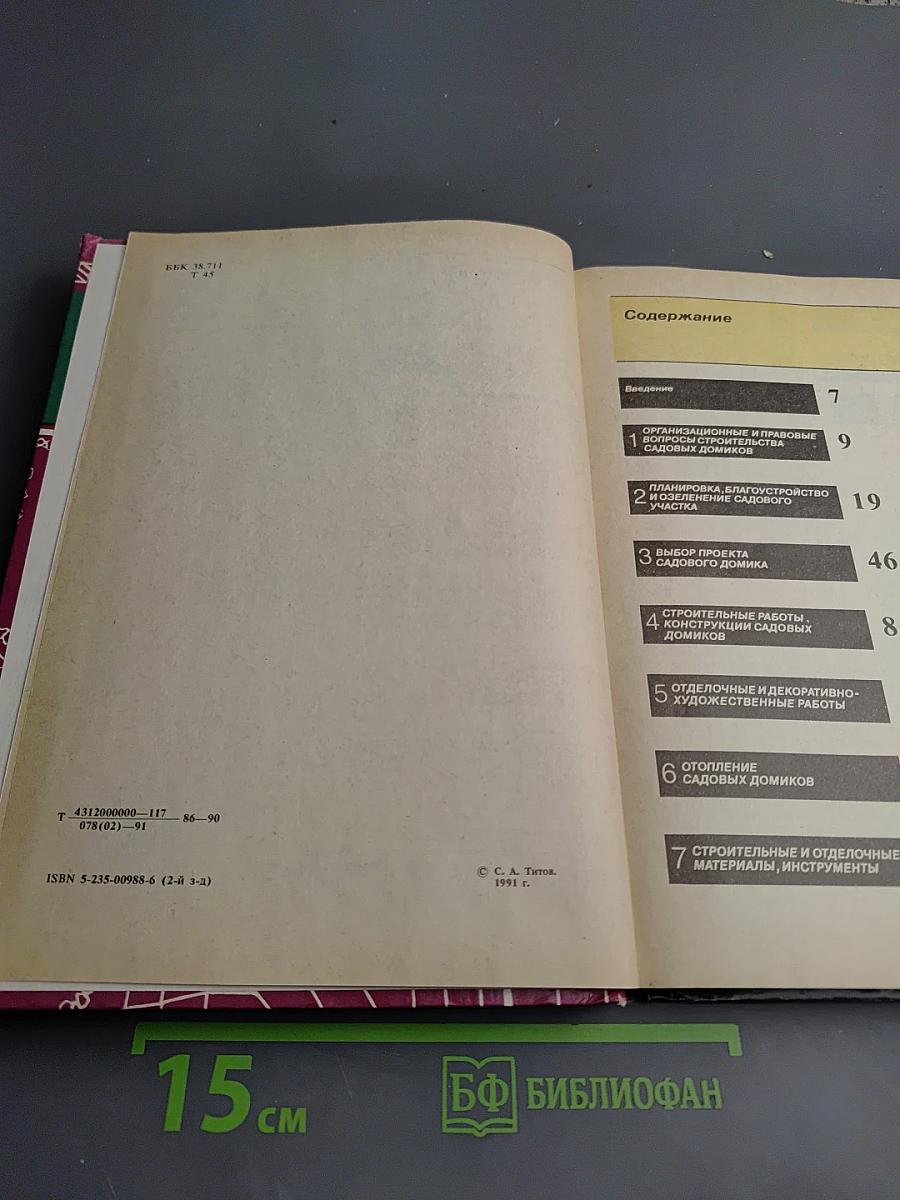 ББК 38.711
Т 45
Т 4312000000—117 86—90
078(02)—91
ISBN 5-235-00988-6 (2-й з-д)
© С. А. Титов.
1991 г.
Содержание
Введение 7
1 ОРГАНИЗАЦИОННЫЕ И ПРАВОВЫЕ
ВОПРОСЫ СТРОИТЕЛЬСТВА
САДОВЫХ ДОМИКОВ 9
2 ПЛАНИРОВКА, БЛАГОУСТРОЙСТВО
И ОЗЕЛЕНЕНИЕ САДОВОГО
УЧАСТКА 19
3 ВЫБОР ПРОЕКТА
САДОВОГО ДОМИКА 46
4 СТРОИТЕЛЬНЫЕ РАБОТЫ,
КОНСТРУКЦИИ САДОВЫХ
ДОМИКОВ 8
5 ОТДЕЛОЧНЫЕ И ДЕКОРАТИВНО-
ХУДОЖЕСТВЕННЫЕ РАБОТЫ
6 ОТОПЛЕНИЕ
САДОВЫХ ДОМИКОВ
7 СТРОИТЕЛЬНЫЕ И ОТДЕЛОЧНЫЕ
МАТЕРИАЛЫ, ИНСТРУМЕНТЫ
15 см
БФ БИБЛИОФАН